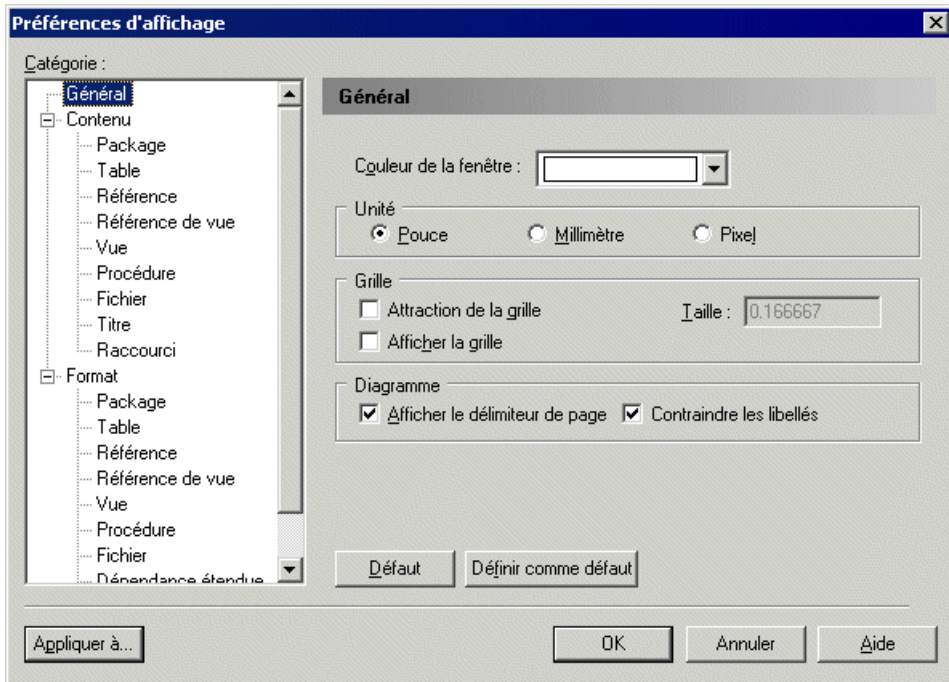 Préférences d'affichage
Catégorie :
Général
Contenu
Package
Table
Référence
Référence de vue
Vue
Procédure
Fichier
Titre
Raccourci
Format
Package
Table
Référence
Référence de vue
Vue
Procédure
Fichier
Dépendance étendue
Général
Couleur de la fenêtre :
Unité
Pouce Millimètre Pixel
Grille
Attraction de la grille Taille : 0.166667
Afficher la grille
Diagramme
Afficher le délimiteur de page Contraindre les libellés
Défaut Définir comme défaut
Appliquer à... OK Annuler Aide